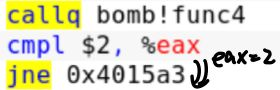 callq bomb!func4
cmpl $2, %eax
jne 0x4015a3 eax=2